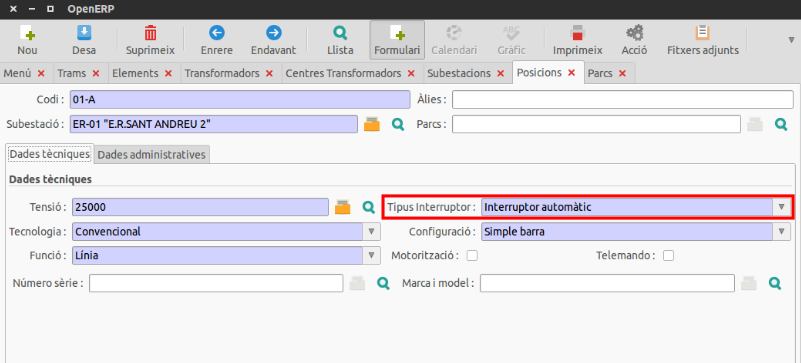 OpenERP
Nou Desa Suprimeix Enrere Endavant Llista Formulari Calendari Gràfic Imprimeix Acció Fitxers adjunts
Menú Trams Elements Transformadors Centres Transformadors Subestacions Posicions Parcs
Codi : 01-A Àlies :
Subestació : ER-01 "E.R.SANT ANDREU 2" Parcs :
Dades tècniques Dades administratives
Dades tècniques
Tensió : 25000 Tipus Interruptor : Interruptor automàtic
Tecnologia : Convencional Configuració : Simple barra
Funció : Línia Motorització : Telemando :
Número sèrie : Marca i model :